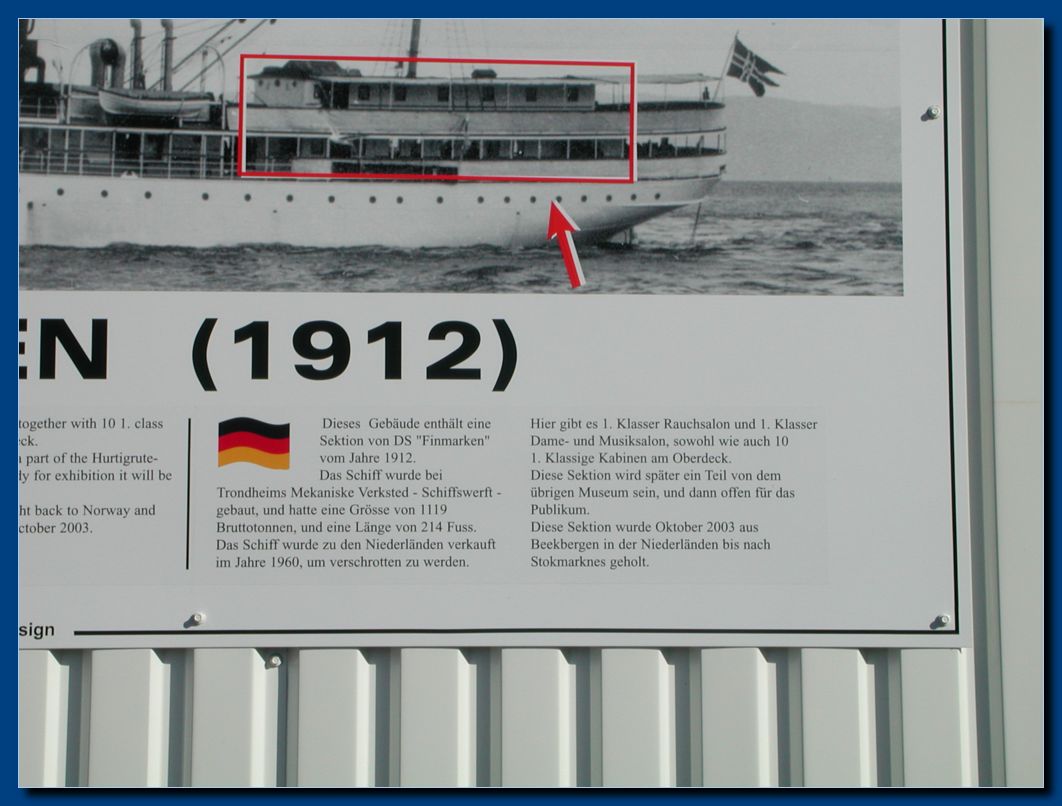 EN (1912)
together with 10 1. class
ck.
part of the Hurtigrute-
dy for exhibition it will be
ht back to Norway and
ctober 2003.
Dieses Gebäude enthält eine
Sektion von DS "Finmarken"
vom Jahre 1912.
Das Schiff wurde bei
Trondheims Mekaniske Verksted - Schiffswerft -
gebaut, und hatte eine Grösse von 1119
Bruttotonnen, und eine Länge von 214 Fuss.
Das Schiff wurde zu den Niederländen verkauft
im Jahre 1960, um verschrotten zu werden.
Hier gibt es 1. Klasser Rauchsalon und 1. Klasser
Dame- und Musiksalon, sowohl wie auch 10
1. Klassige Kabinen am Oberdeck.
Diese Sektion wird später ein Teil von dem
übrigen Museum sein, und dann offen für das
Publikum.
Diese Sektion wurde Oktober 2003 aus
Beekbergen in der Niederländen bis nach
Stokmarknes geholt.
sign